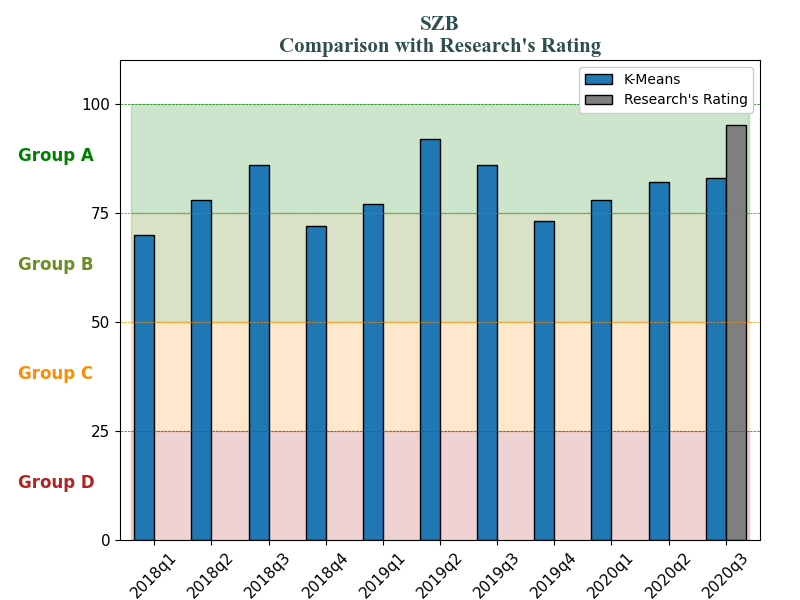 SZB
Comparison with Research's Rating
K-Means
Research's Rating
100
Group A
75
Group B
50
Group C
25
Group D
0
2018q1
2018q2
2018q3
2018q4
2019q1
2019q2
2019q3
2019q4
2020q1
2020q2
2020q3